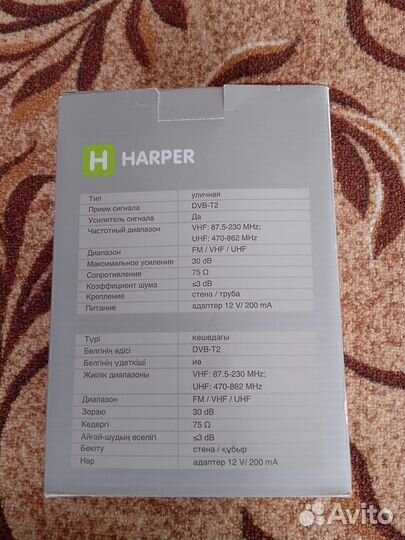 H HARPER
Тип уличная
Прием сигнала DVB-T2
Усилитель сигнала Да
Частотный диапазон VHF: 87.5-230 MHz;
UHF: 470-862 MHz
Диапазон FM / VHF / UHF
Максимальное усиление 30 dB
Сопротивление 75 Ω
Коэффициент шума ≤3 dB
Крепление стена / труба
Питание адаптер 12 V/ 200 mA
Түрі көшедағы
Белгінің әдісі DVB-T2
Белгінің үдеткіші иә
Жиілік диапазоны VHF: 87.5-230 MHz;
UHF: 470-862 MHz
Диапазон FM / VHF / UHF
Зораю 30 dB
Кедергі 75 Ω
Айғай-шудың еселігі ≤3 dB
Бекіту стена / құбыр
Нәр адаптер 12 V/ 200 mA
Avito